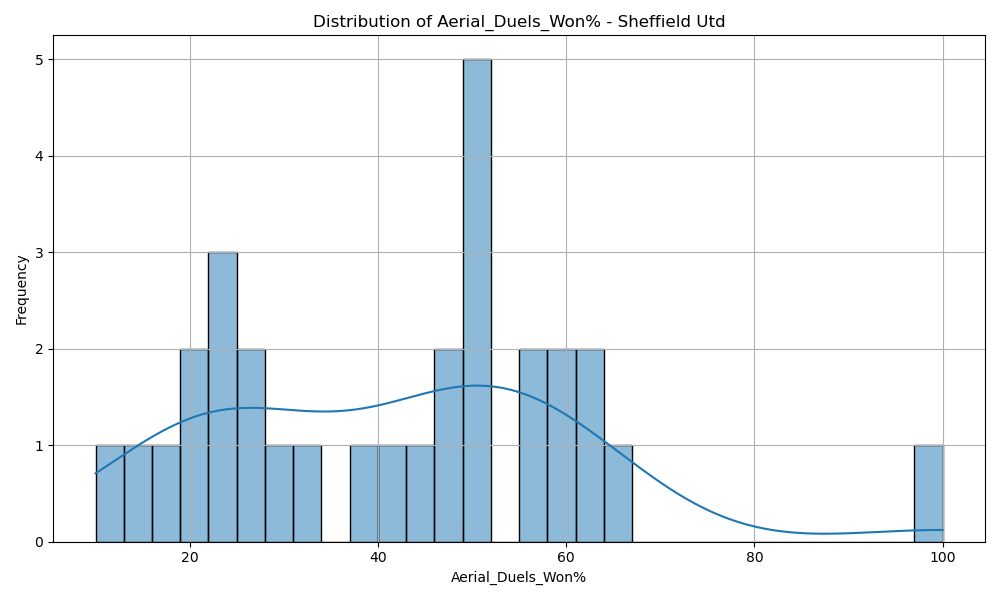 Distribution of Aerial_Duels_Won% - Sheffield Utd
5
4
3
2
1
0
Frequency
20 40 60 80 100
Aerial_Duels_Won%